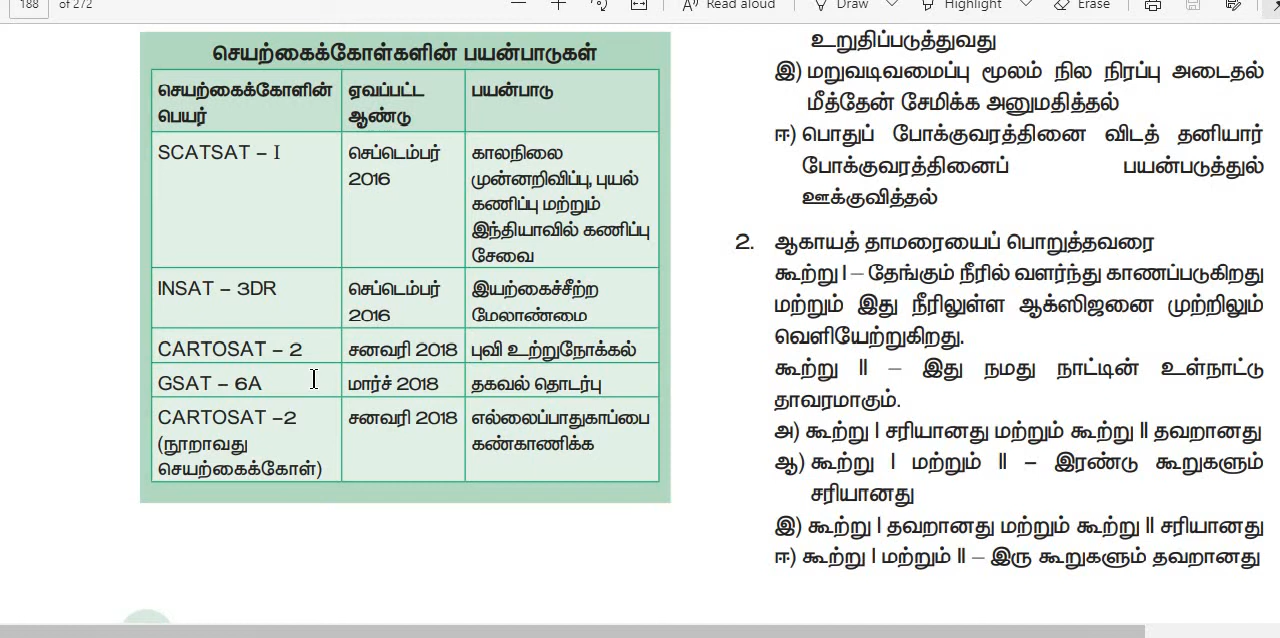 188 of 272 Read aloud Draw Highlight Erase
செயற்கைக்கோள்களின் பயன்பாடுகள்
செயற்கைக்கோளின் பெயர்
ஏவப்பட்ட ஆண்டு
பயன்பாடு
SCATSAT – I
செப்டெம்பர்
2016
காலநிலை
முன்னறிவிப்பு, புயல்
கணிப்பு மற்றும்
இந்தியாவில் கணிப்பு
சேவை
INSAT – 3DR
செப்டெம்பர்
2016
இயற்கைச்சீற்ற
மேலாண்மை
CARTOSAT – 2
சனவரி 2018
புவி உற்றுநோக்கல்
GSAT – 6A
மார்ச் 2018
தகவல் தொடர்பு
CARTOSAT –2
(நூறாவது
செயற்கைக்கோள்)
சனவரி 2018
எல்லைப்பாதுகாப்பை
கண்காணிக்க
உறுதிப்படுத்துவது
இ) மறுவடிவமைப்பு மூலம் நில நிரப்பு அடைதல்
மீத்தேன் சேமிக்க அனுமதித்தல்
ஈ) பொதுப் போக்குவரத்தினை விடத் தனியார்
போக்குவரத்தினைப் பயன்படுத்துல்
ஊக்குவித்தல்
2. ஆகாயத் தாமரையைப் பொறுத்தவரை
கூற்று I – தேங்கும் நீரில் வளர்ந்து காணப்படுகிறது
மற்றும் இது நீரிலுள்ள ஆக்ஸிஜனை முற்றிலும்
வெளியேற்றுகிறது.
கூற்று II – இது நமது நாட்டின் உள்நாட்டு
தாவரமாகும்.
அ) கூற்று I சரியானது மற்றும் கூற்று II தவறானது
ஆ) கூற்று I மற்றும் II – இரண்டு கூறுகளும்
சரியானது
இ) கூற்று I தவறானது மற்றும் கூற்று II சரியானது
ஈ) கூற்று I மற்றும் II – இரு கூறுகளும் தவறானது